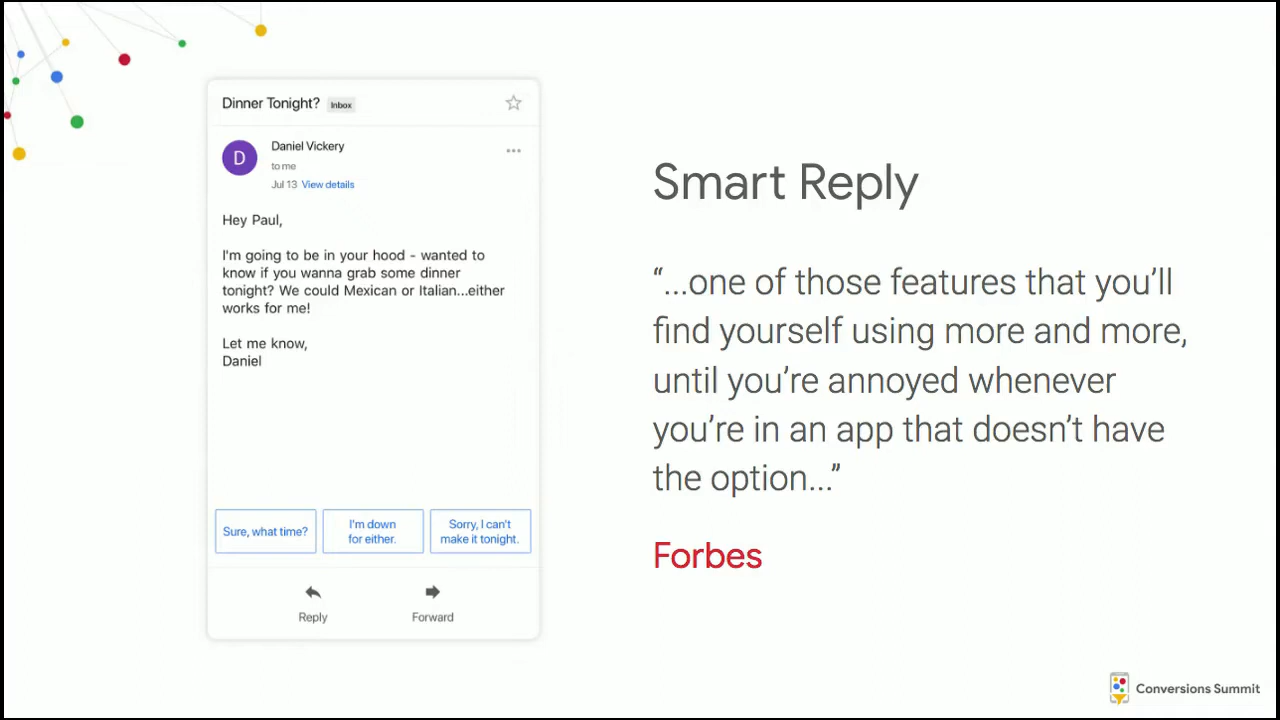 Dinner Tonight? Inbox
D
Daniel Vickery
to me
Jul 13 View details
Hey Paul,
I'm going to be in your hood - wanted to
know if you wanna grab some dinner
tonight? We could Mexican or Italian...either
works for me!
Let me know,
Daniel
Sure, what time?
I'm down
for either.
Sorry, I can't
make it tonight.
Reply
Forward
Smart Reply
“...one of those features that you’ll
find yourself using more and more,
until you’re annoyed whenever
you’re in an app that doesn’t have
the option...”
Forbes
Conversions Summit